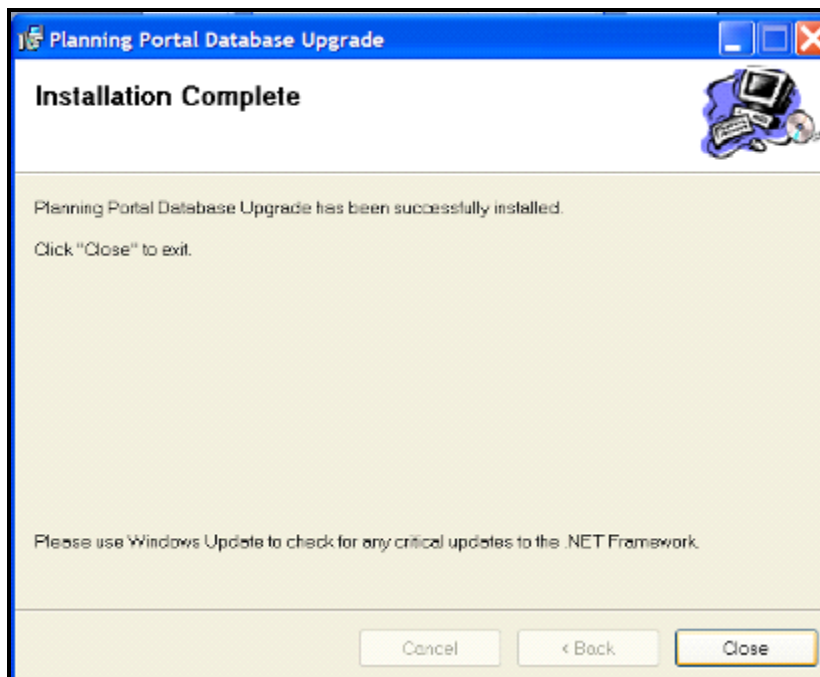 Planning Portal Database Upgrade
Installation Complete
Planning Portal Database Upgrade has been successfully installed.
Click "Close" to exit.
Please use Windows Update to check for any critical updates to the .NET Framework.
Cancel
< Back
Close